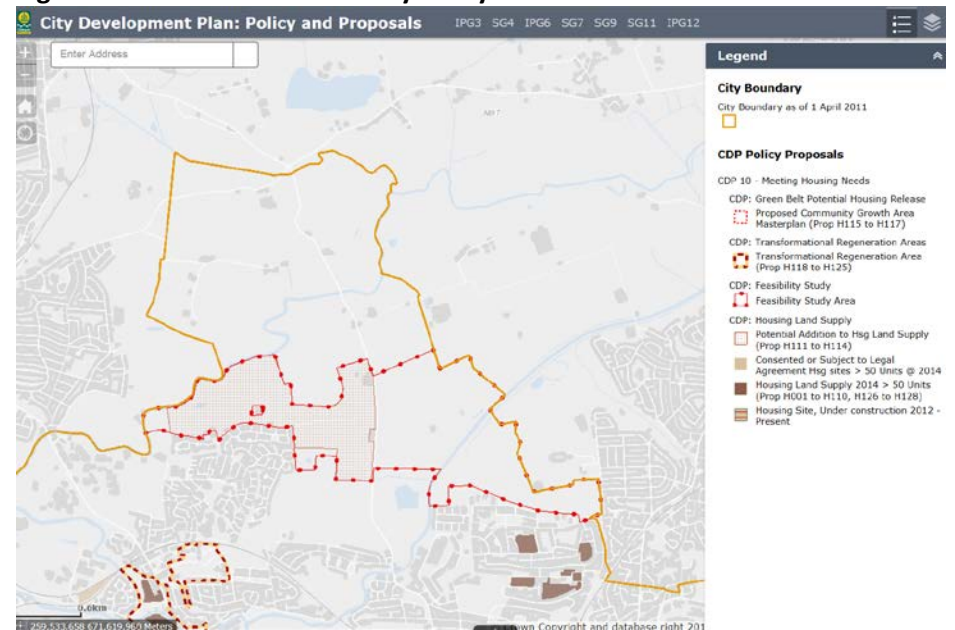 City Development Plan: Policy and Proposals IPG3 SG4 IPG6 SG7 SG9 SG11 IPG12
Enter Address
Legend
City Boundary
City Boundary as of 1 April 2011
CDP Policy Proposals
CDP 10 - Meeting Housing Needs
CDP: Green Belt Potential Housing Release
Proposed Community Growth Area
Masterplan (Prop H115 to H117)
CDP: Transformational Regeneration Areas
Transformational Regeneration Area
(Prop H118 to H125)
CDP: Feasibility Study
Feasibility Study Area
CDP: Housing Land Supply
Potential Addition to Hsg Land Supply
(Prop H111 to H114)
Consented or Subject to Legal
Agreement Hsg sites > 50 Units @ 2014
Housing Land Supply 2014 > 50 Units
(Prop H001 to H110, H126 to H128)
Housing Site, Under construction 2012 -
Present
0.6km
259,533.658 671,619.960 Meters
own Copyright and database right 201